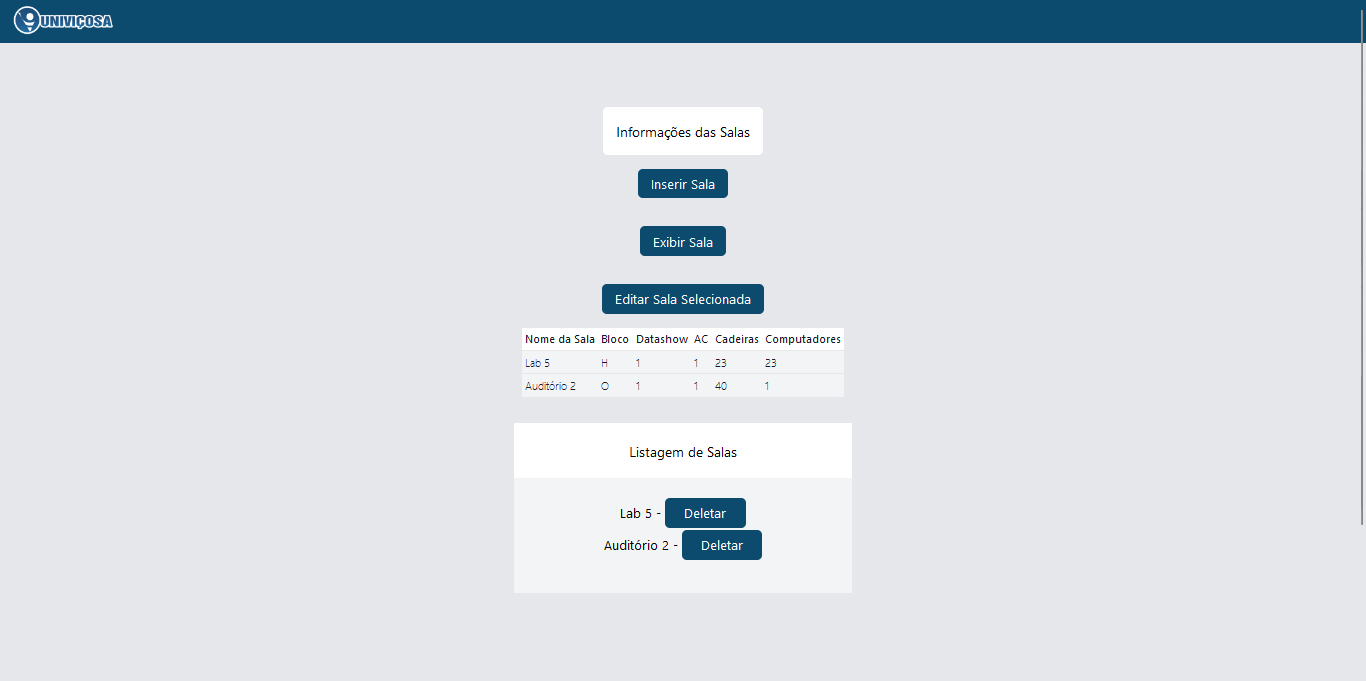 UNIVIÇOSA
Informações das Salas
Inserir Sala
Exibir Sala
Editar Sala Selecionada
Nome da Sala Bloco Datashow AC Cadeiras Computadores
Lab 5 H 1 1 23 23
Auditório 2 O 1 1 40 1
Listagem de Salas
Lab 5 - Deletar
Auditório 2 - Deletar